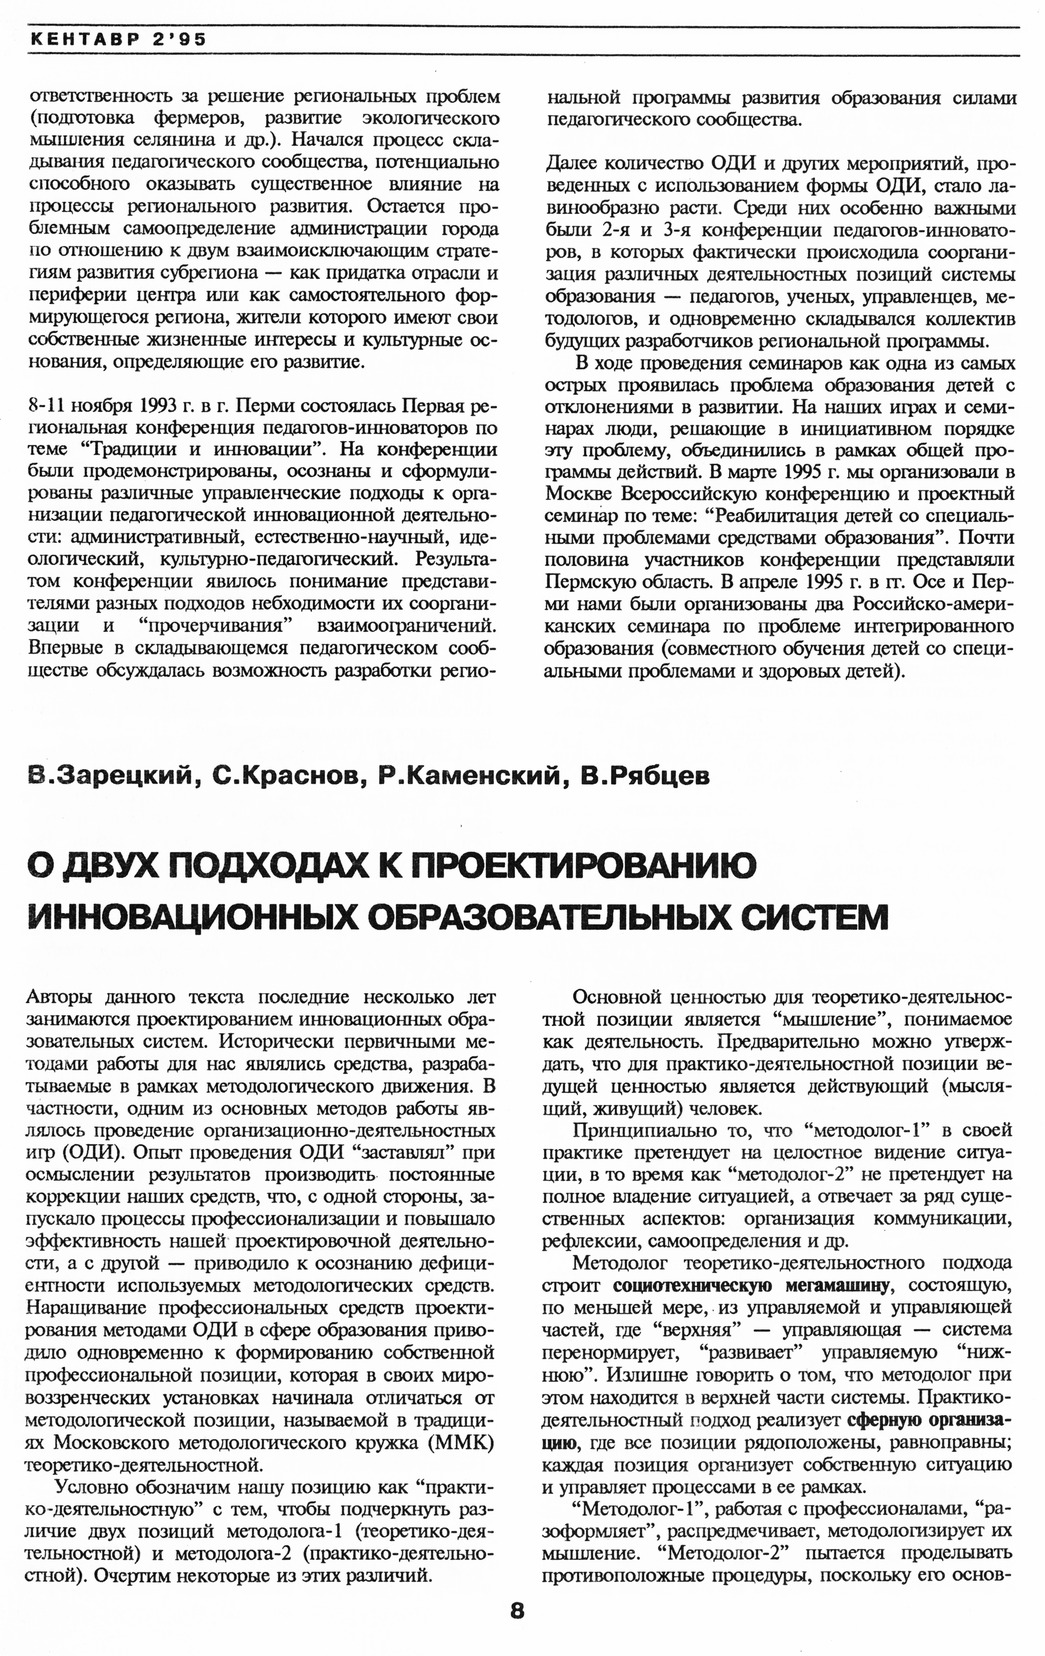 КЕНТАВР 2'95
ответственность за решение региональных проблем
(подготовка фермеров, развитие экологического
мышления селянина и др.). Начался процесс скла-
дывания педагогического сообщества, потенциально
способного оказывать существенное влияние на
процессы регионального развития. Остается про-
блемным самоопределение администрации города
по отношению к двум взаимоисключающим страте-
гиям развития субрегиона — как придатка отрасли и
периферии центра или как самостоятельного фор-
мирующегося региона, жители которого имеют свои
собственные жизненные интересы и культурные ос-
нования, определяющие его развитие.
8-11 ноября 1993 г. в г. Перми состоялась Первая ре-
гиональная конференция педагогов-инноваторов по
теме “Традиции и инновации”. На конференции
были продемонстрированы, осознаны и сформули-
рованы различные управленческие подходы к орга-
низации педагогической инновационной деятельно-
сти: административный, естественно-научный, иде-
ологический, культурно-педагогический. Результа-
том конференции явилось понимание представи-
телями разных подходов небходимости их сооргани-
зации и “прочерчивания” взаимоограничений.
Впервые в складывающемся педагогическом сооб-
ществе обсуждалась возможность разработки регио-
нальной программы развития образования силами
педагогического сообщества.
Далее количество ОДИ и других мероприятий, про-
веденных с использованием формы ОДИ, стало ла-
винообразно расти. Среди них особенно важными
были 2-я и 3-я конференции педагогов-инновато-
ров, в которых фактически происходила сооргани-
зация различных деятельностных позиций системы
образования — педагогов, ученых, управленцев, ме-
тодологов, и одновременно складывался коллектив
будущих разработчиков региональной программы.
В ходе проведения семинаров как одна из самых
острых проявилась проблема образования детей с
отклонениями в развитии. На наших играх и семи-
нарах люди, решающие в инициативном порядке
эту проблему, объединились в рамках общей про-
граммы действий. В марте 1995 г. мы организовали в
Москве Всероссийскую конференцию и проектный
семинар по теме: “Реабилитация детей со специаль-
ными проблемами средствами образования”. Почти
половина участников конференции представляли
Пермскую область. В апреле 1995 г. в гг. Осе и Пер-
ми нами были организованы два Российско-амери-
канских семинара по проблеме интегрированного
образования (совместного обучения детей со специ-
альными проблемами и здоровых детей).
В.Зарецкий, С.Краснов, Р.Каменский, В.Рябцев
О ДВУХ ПОДХОДАХ К ПРОЕКТИРОВАНИЮ
ИННОВАЦИОННЫХ ОБРАЗОВАТЕЛЬНЫХ СИСТЕМ
Авторы данного текста последние несколько лет
занимаются проектированием инновационных обра-
зовательных систем. Исторически первичными ме-
тодами работы для нас являлись средства, разраба-
тываемые в рамках методологического движения. В
частности, одним из основных методов работы яв-
лялось проведение организационно-деятельностных
игр (ОДИ). Опыт проведения ОДИ “заставлял” при
осмыслении результатов производить постоянные
коррекции наших средств, что, с одной стороны, за-
пускало процессы профессионализации и повышало
эффективность нашей проектировочной деятельно-
сти, а с другой — приводило к осознанию дефици-
ентности используемых методологических средств.
Наращивание профессиональных средств проекти-
рования методами ОДИ в сфере образования приво-
дило одновременно к формированию собственной
профессиональной позиции, которая в своих миро-
воззренческих установках начинала отличаться от
методологической позиции, называемой в традици-
ях Московского методологического кружка (ММК)
теоретико-деятельностной.
Условно обозначим нашу позицию как “практи-
ко-деятельностную” с тем, чтобы подчеркнуть раз-
личие двух позиций методолога-1 (теоретико-дея-
тельностной) и методолога-2 (практико-деятельно-
стной). Очертим некоторые из этих различий.
Основной ценностью для теоретико-деятельнос-
тной позиции является “мышление”, понимаемое
как деятельность. Предварительно можно утверж-
дать, что для практико-деятельностной позиции ве-
дущей ценностью является действующий (мысля-
щий, живущий) человек.
Принципиально то, что “методолог-1” в своей
практике претендует на целостное видение ситуа-
ции, в то время как “методолог-2” не претендует на
полное владение ситуацией, а отвечает за ряд суще-
ственных аспектов: организация коммуникации,
рефлексии, самоопределения и др.
Методолог теоретико-деятельностного подхода
строит социотехническую мегамашину, состоящую,
по меньшей мере, из управляемой и управляющей
частей, где “верхняя” — управляющая — система
перенормирует, “развивает” управляемую “ниж-
нюю”. Излишне говорить о том, что методолог при
этом находится в верхней части системы. Практико-
деятельностный подход реализует сферную организа-
цию, где все позиции рядоположены, равноправны;
каждая позиция организует собственную ситуацию
и управляет процессами в ее рамках.
“Методолог-1”, работая с профессионалами, “ра-
зоформляет”, распредмечивает, методологизирует их
мышление. “Методолог-2” пытается проделывать
противоположные процедуры, поскольку его основ-
8